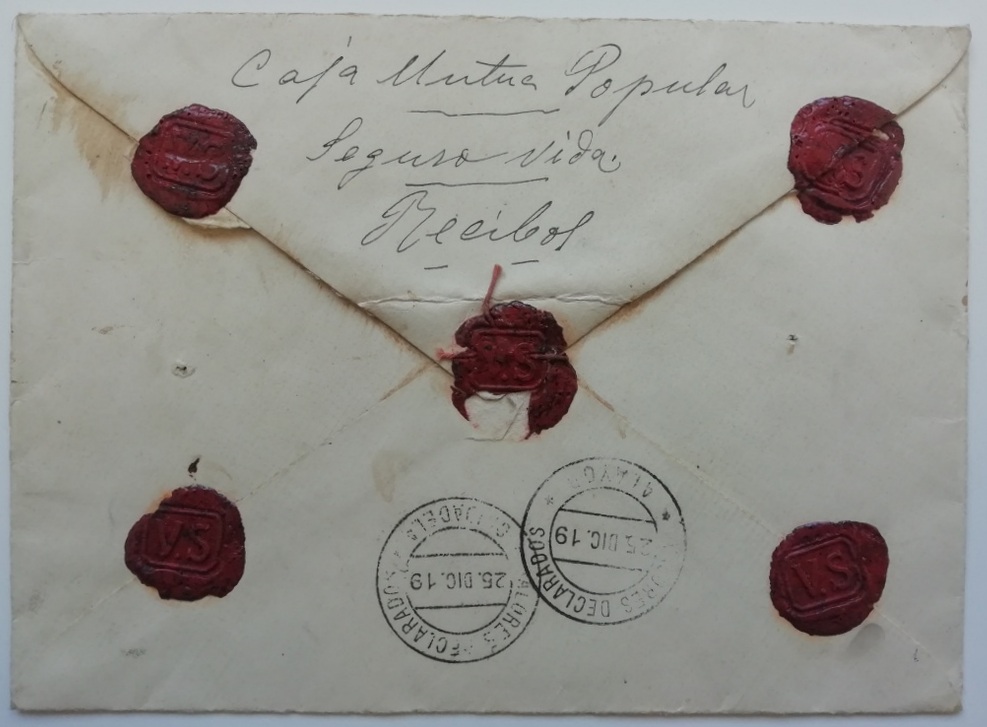 Caja Mutua Popular
Seguro vida.
Recibos
V.S
V.S
V.S
VALORES DECLARADOS
25. DIC. 19
VALORES DECLARADOS
25. DIC. 19
V.S
V.S